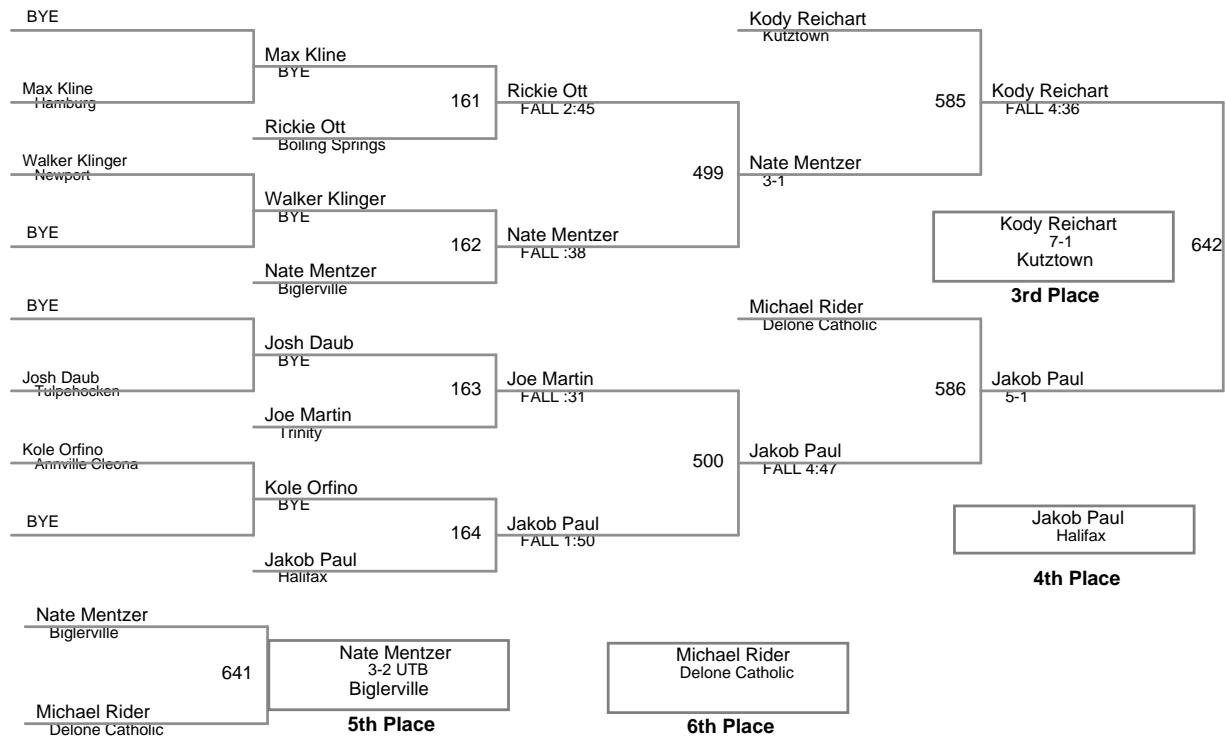 BYE
Max Kline
Hamburg
Walker Klinger
Newport
BYE
BYE
Josh Daub
Tulpehocken
Kole Orfino
Annville Cleona
BYE
Max Kline
BYE
161
Rickie Ott
Boiling Springs
Walker Klinger
BYE
162
Nate Mentzer
Biglerville
Josh Daub
BYE
163
Joe Martin
Trinity
Kole Orfino
BYE
164
Jakob Paul
Halifax
Rickie Ott
FALL 2:45
499
Nate Mentzer
FALL :38
Joe Martin
FALL :31
500
Jakob Paul
FALL 1:50
Kody Reichart
Kutztown
585
Nate Mentzer
3-1
Michael Rider
Delone Catholic
586
Jakob Paul
FALL 4:47
Kody Reichart
FALL 4:36
642
Jakob Paul
5-1
Kody Reichart
7-1
Kutztown
3rd Place
Jakob Paul
Halifax
4th Place
Nate Mentzer
Biglerville
641
Michael Rider
Delone Catholic
Nate Mentzer
3-2 UTB
Biglerville
5th Place
Michael Rider
Delone Catholic
6th Place